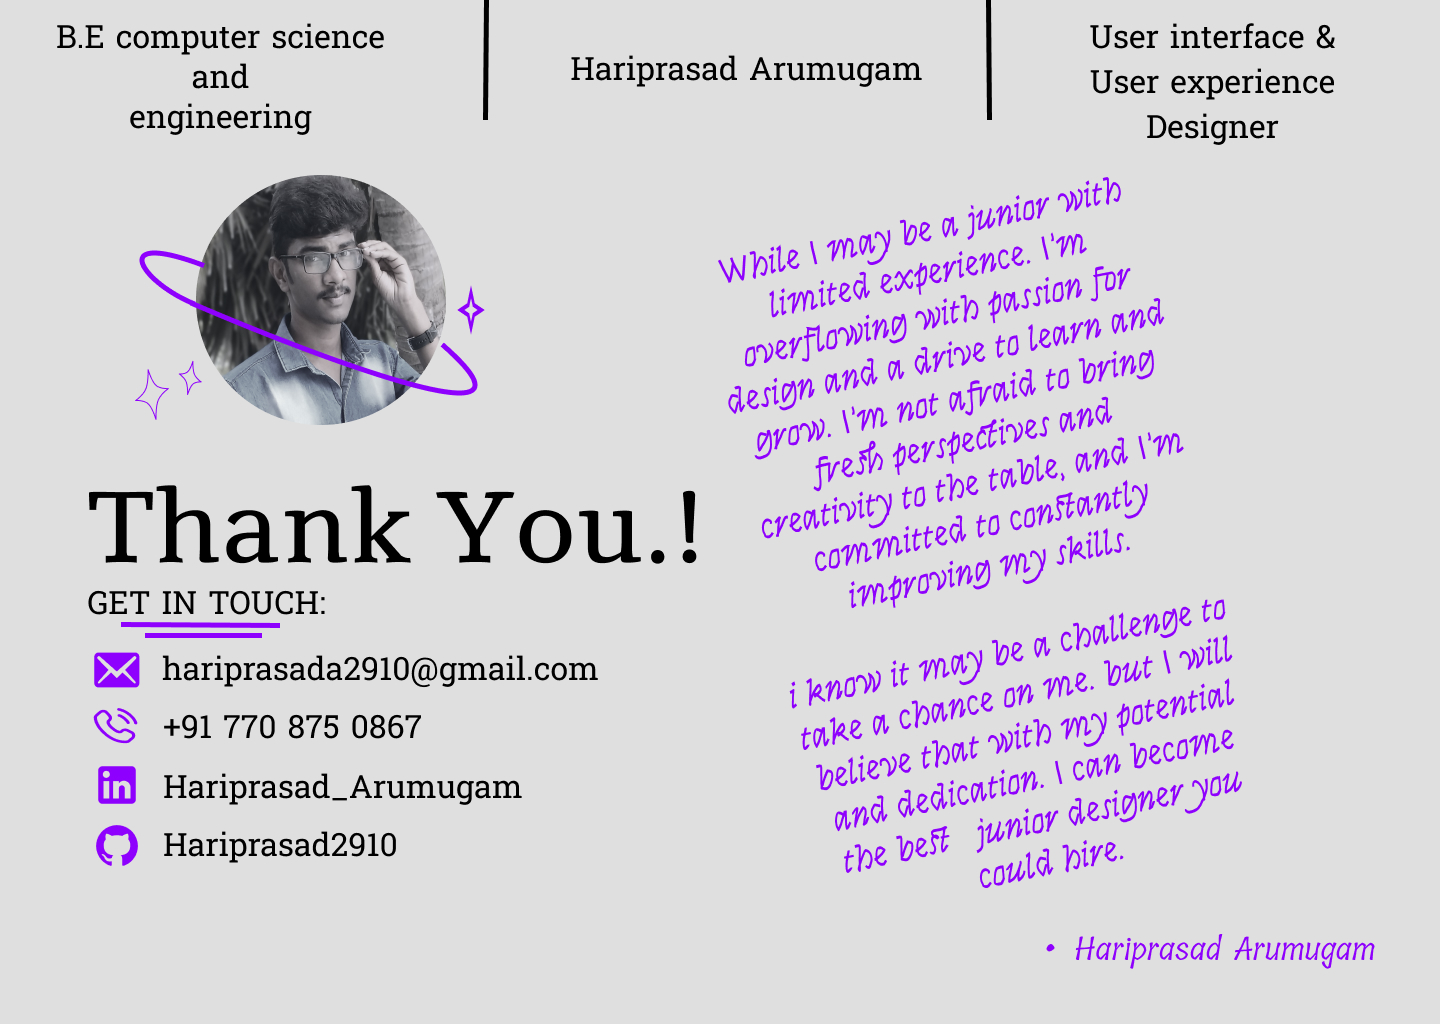 B.E computer science
and
engineering
Hariprasad Arumugam
User interface &
User experience
Designer
While I may be a junior with
limited experience. I'm
overflowing with passion for
design and a drive to learn and
grow. I'm not afraid to bring
fresh perspectives and
creativity to the table, and I'm
committed to constantly
improving my skills.
i know it may be a challenge to
take a chance on me. but I will
believe that with my potential
and dedication. I can become
the best junior designer you
could hire.
• Hariprasad Arumugam
Thank You.!
GET IN TOUCH:
hariprasada2910@gmail.com
+91 770 875 0867
in
Hariprasad_Arumugam
Hariprasad2910